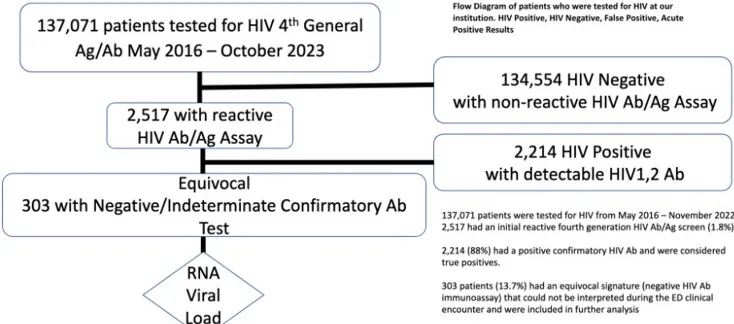 137,071 patients tested for HIV 4th General
Ag/Ab May 2016 – October 2023
Flow Diagram of patients who were tested for HIV at our
institution. HIV Positive, HIV Negative, False Positive, Acute
Positive Results
134,554 HIV Negative
with non-reactive HIV Ab/Ag Assay
2,517 with reactive
HIV Ab/Ag Assay
2,214 HIV Positive
with detectable HIV1,2 Ab
Equivocal
303 with Negative/Indeterminate Confirmatory Ab
Test
RNA
Viral
Load
137,071 patients were tested for HIV from May 2016 – November 2022
2,517 had an initial reactive fourth generation HIV Ab/Ag screen (1.8%)
2,214 (88%) had a positive confirmatory HIV Ab and were considered
true positives.
303 patients (13.7%) had an equivocal signature (negative HIV Ab
immunoassay) that could not be interpreted during the ED clinical
encounter and were included in further analysis